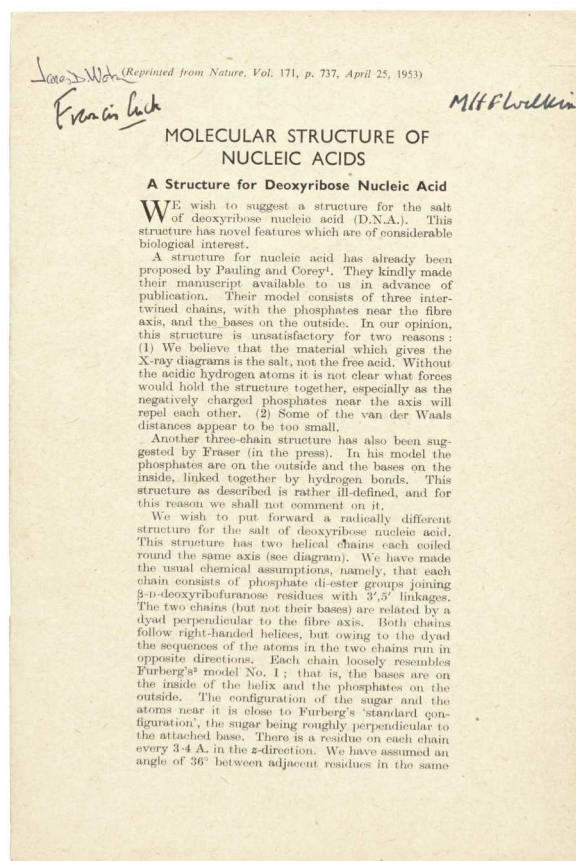 James D. Wats
(Reprinted from Nature, Vol. 171, p. 737, April 25, 1953)
Francis Crick
MHF Wilkin
MOLECULAR STRUCTURE OF
NUCLEIC ACIDS
A Structure for Deoxyribose Nucleic Acid
WE wish to suggest a structure for the salt
of deoxyribose nucleic acid (D.N.A.). This
structure has novel features which are of considerable
biological interest.
A structure for nucleic acid has already been
proposed by Pauling and Corey¹. They kindly made
their manuscript available to us in advance of
publication. Their model consists of three inter-
twined chains, with the phosphates near the fibre
axis, and the bases on the outside. In our opinion,
this structure is unsatisfactory for two reasons :
(1) We believe that the material which gives the
X-ray diagrams is the salt, not the free acid. Without
the acidic hydrogen atoms it is not clear what forces
would hold the structure together, especially as the
negatively charged phosphates near the axis will
repel each other. (2) Some of the van der Waals
distances appear to be too small.
Another three-chain structure has also been sug-
gested by Fraser (in the press). In his model the
phosphates are on the outside and the bases on the
inside, linked together by hydrogen bonds. This
structure as described is rather ill-defined, and for
this reason we shall not comment on it.
We wish to put forward a radically different
structure for the salt of deoxyribose nucleic acid.
This structure has two helical chains each coiled
round the same axis (see diagram). We have made
the usual chemical assumptions, namely, that each
chain consists of phosphate di-ester groups joining
β-D-deoxyribofuranose residues with 3′,5′ linkages.
The two chains (but not their bases) are related by a
dyad perpendicular to the fibre axis. Both chains
follow right-handed helices, but owing to the dyad
the sequences of the atoms in the two chains run in
opposite directions. Each chain loosely resembles
Furberg's² model No. 1 ; that is, the bases are on
the inside of the helix and the phosphates on the
outside. The configuration of the sugar and the
atoms near it is close to Furberg's 'standard con-
figuration', the sugar being roughly perpendicular to
the attached base. There is a residue on each chain
every 3·4 A. in the z-direction. We have assumed an
angle of 36° between adjacent residues in the same